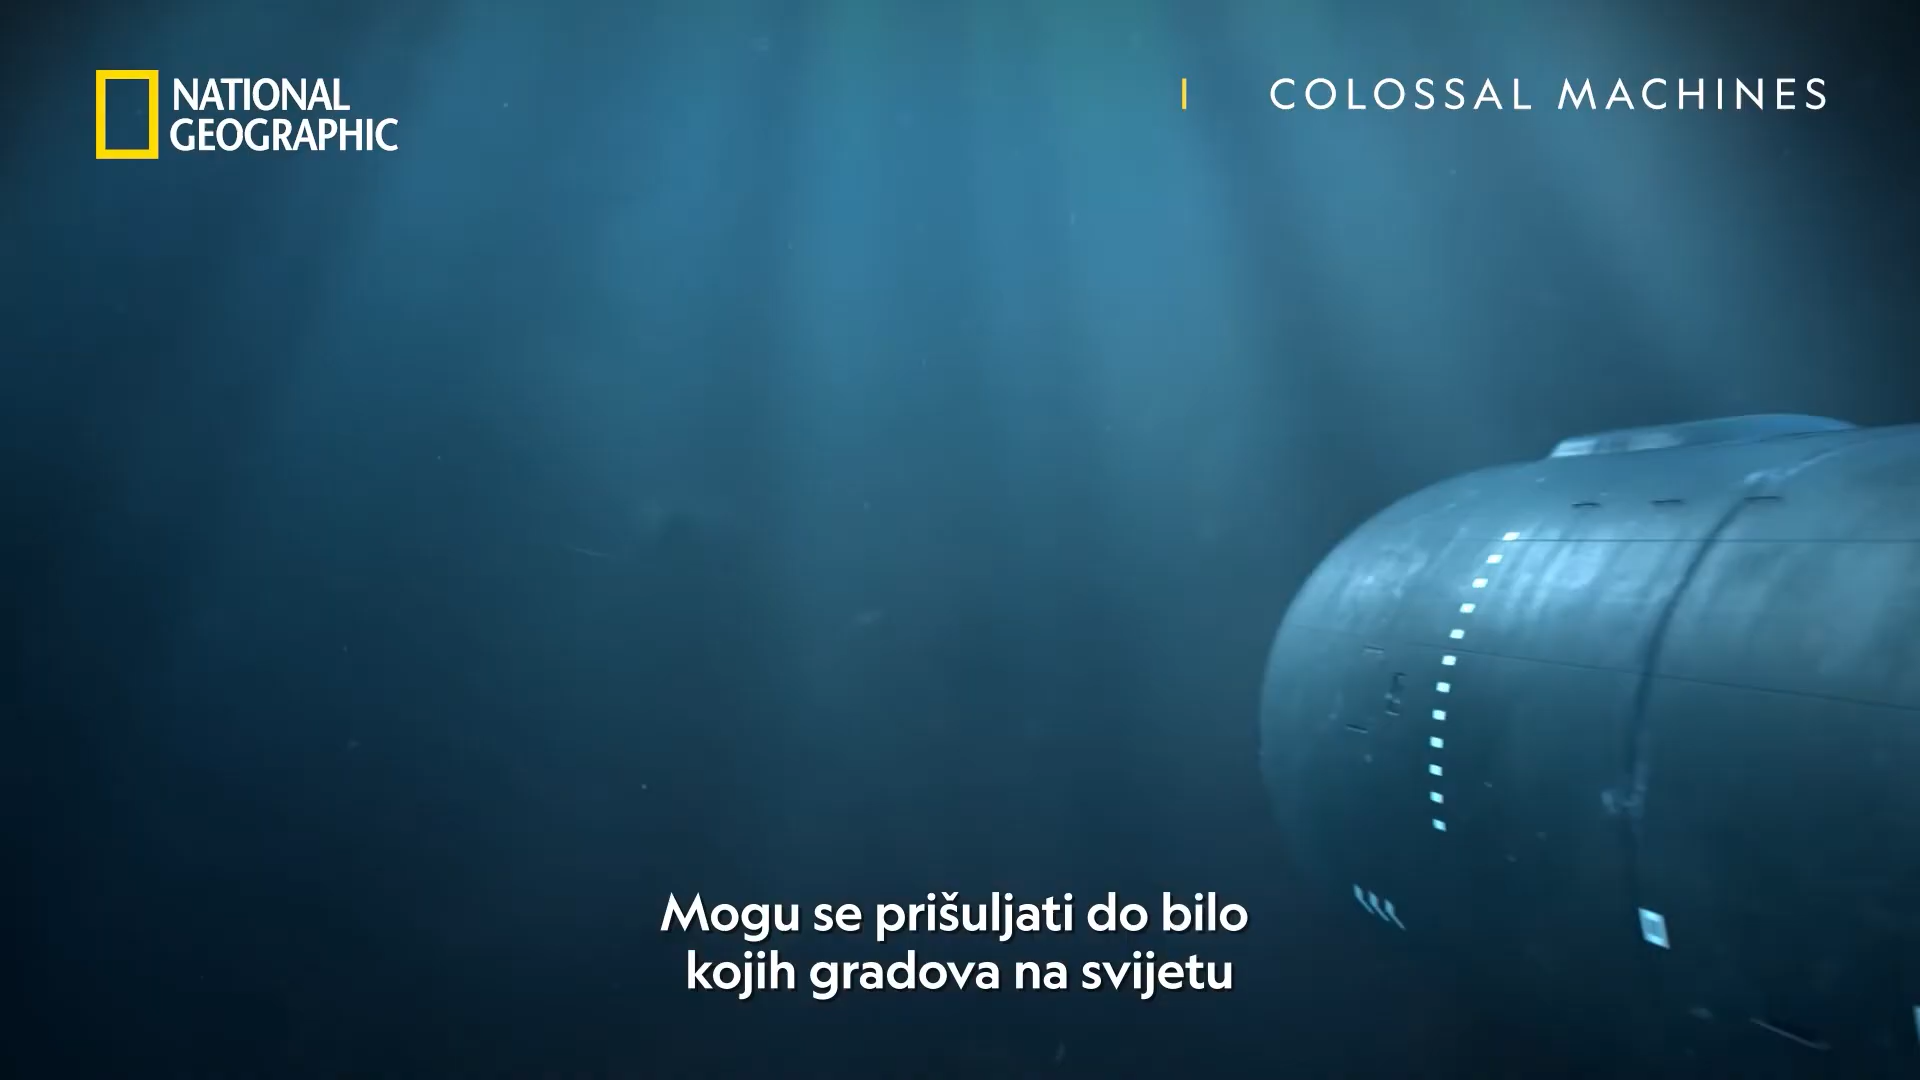 NATIONAL
GEOGRAPHIC
COLOSSAL MACHINES
Mogu se prišuljati do bilo
kojih gradova na svijetu